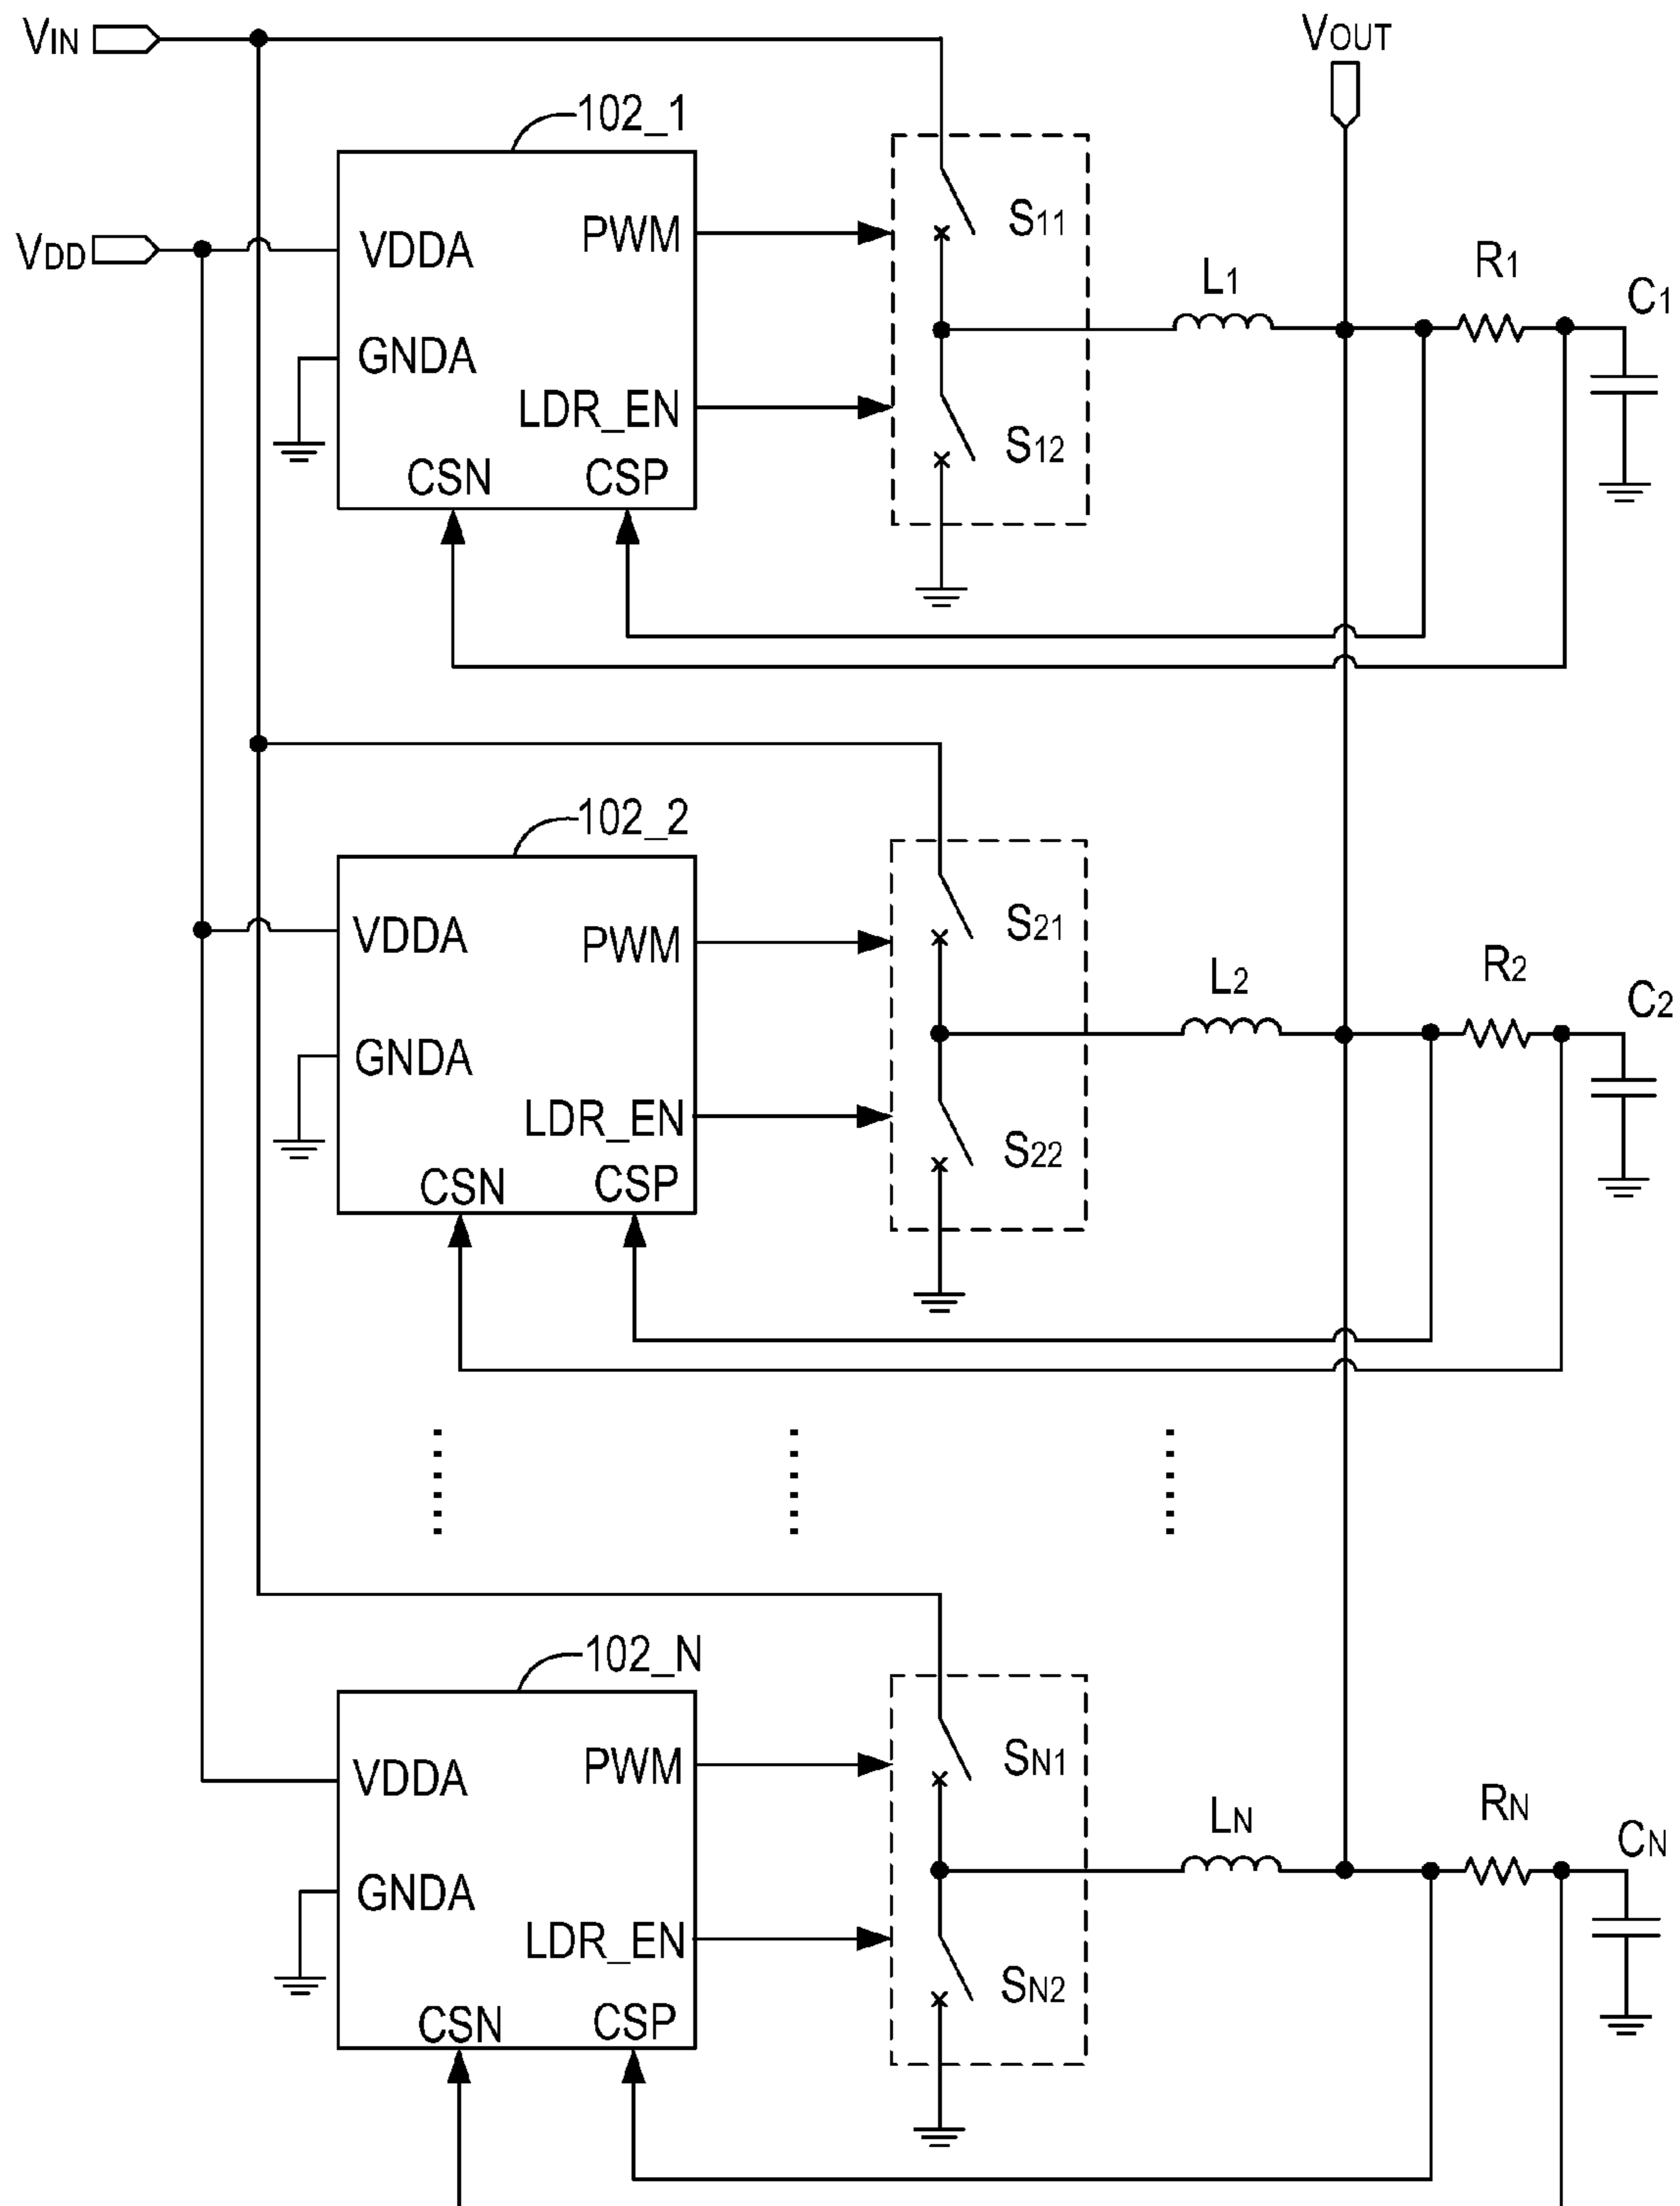 VIN
VOUT
102_1
VDD
VDDA
PWM
S11
GNDA
LDR_EN
S12
CSN
CSP
L1
R1
C1
102_2
VDDA
PWM
S21
GNDA
LDR_EN
S22
CSN
CSP
L2
R2
C2
102_N
VDDA
PWM
SN1
GNDA
LDR_EN
SN2
CSN
CSP
LN
RN
CN